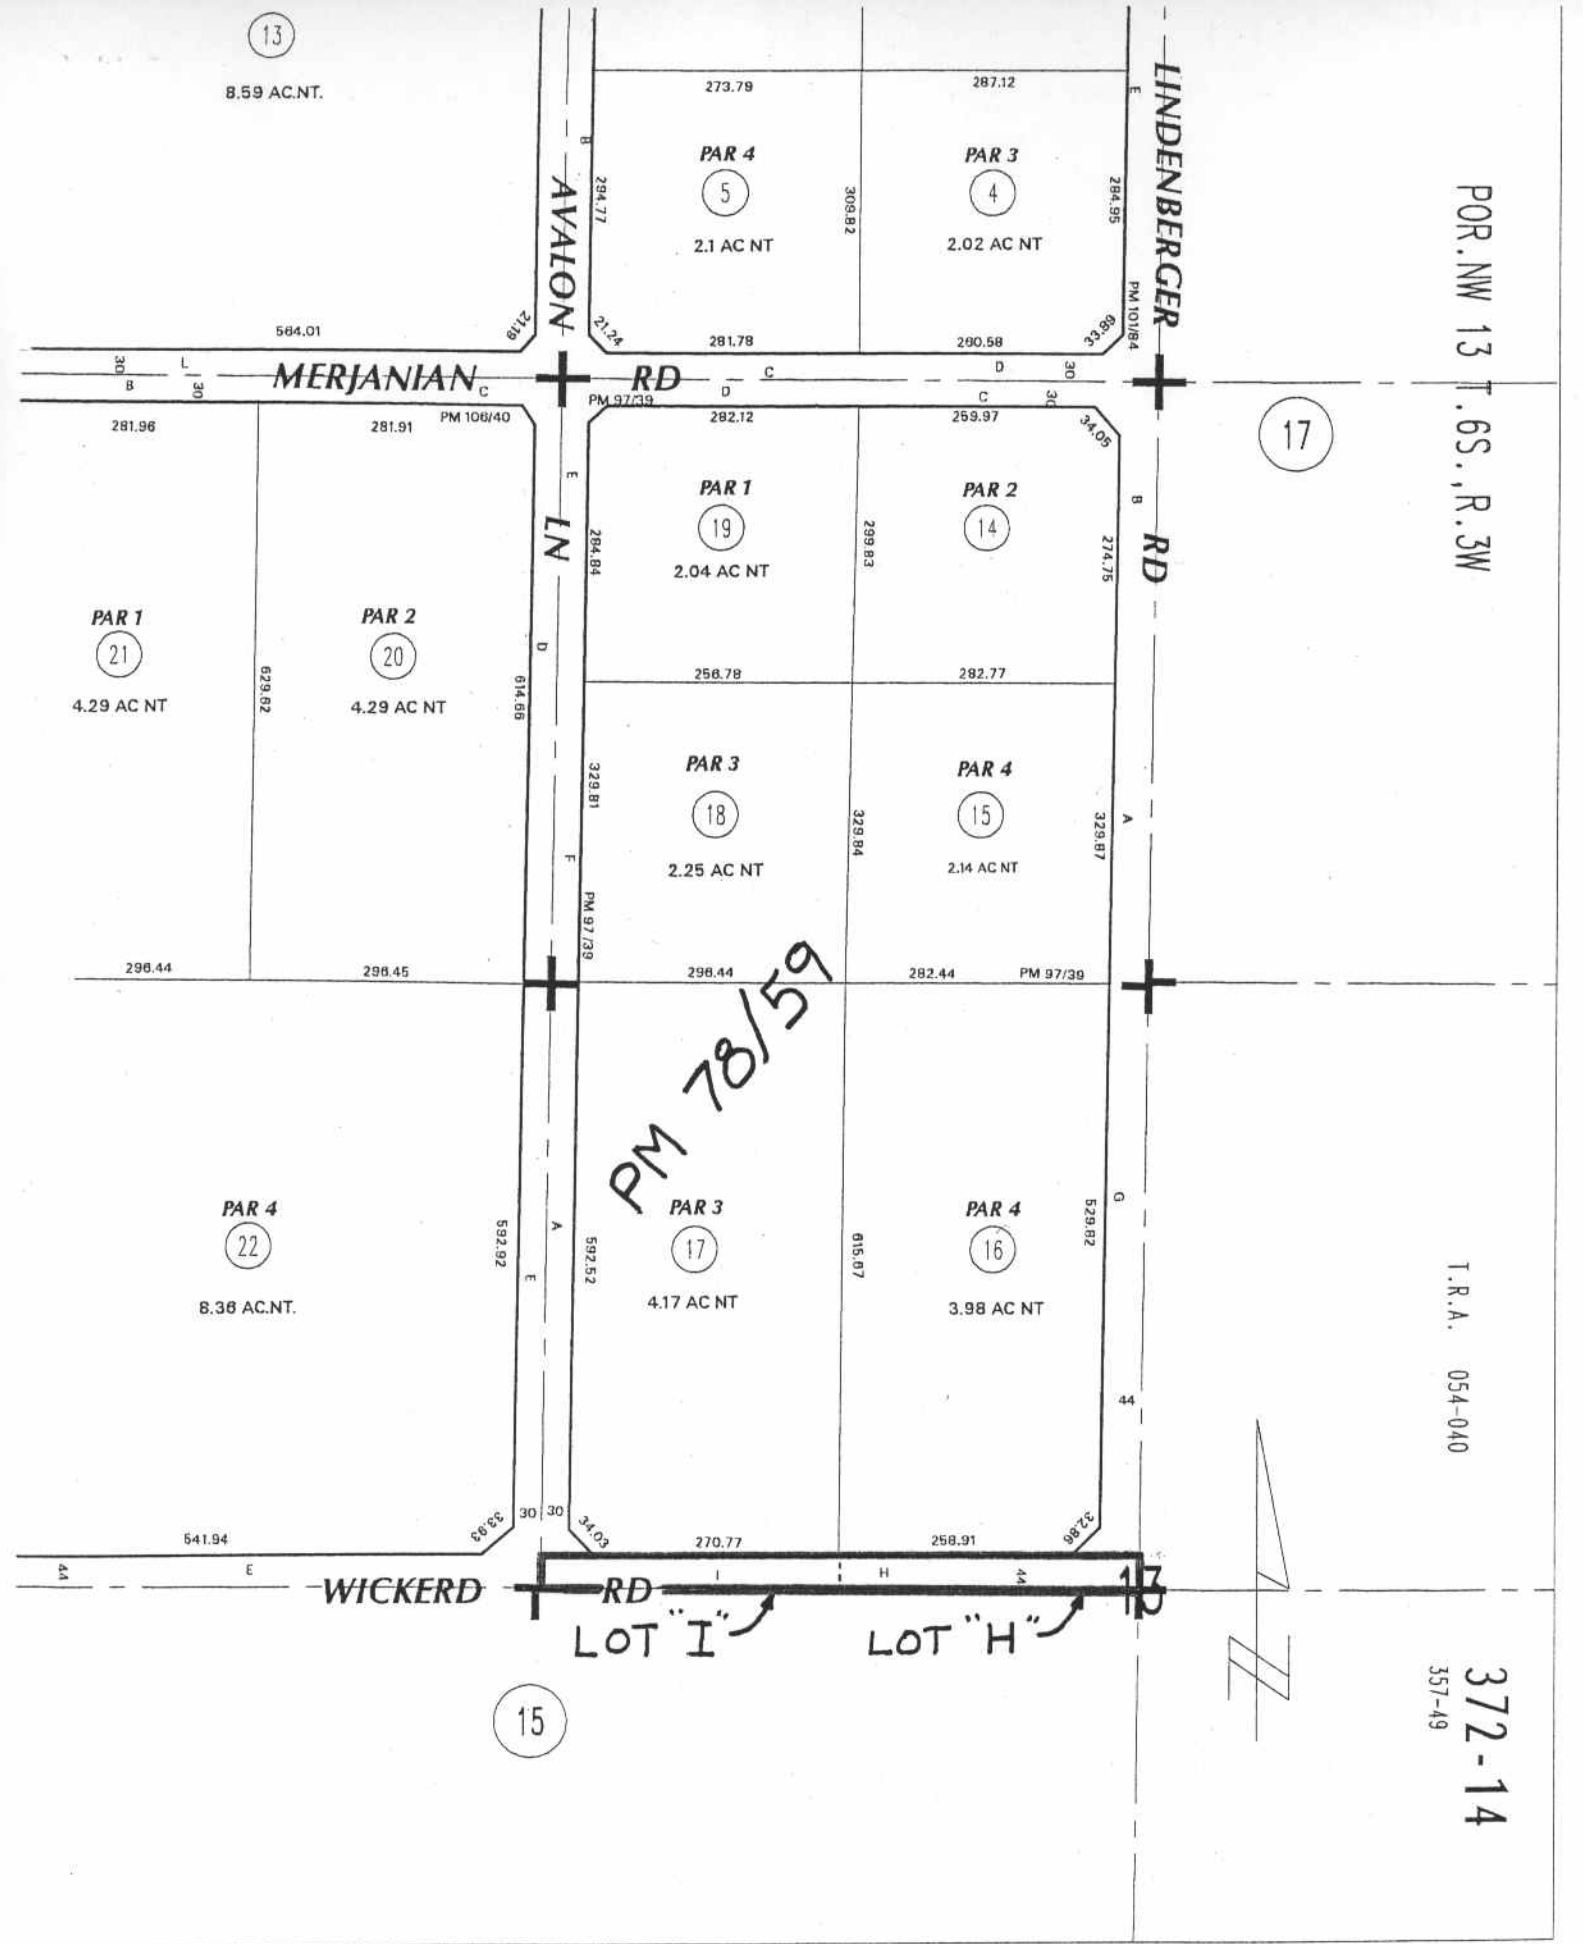 13
8.59 AC.NT.
273.79
287.12
E
LINDENBERGER
POR. NW 13 T.6S.,R.3W
B
AVALON
294.77
PAR 4
5
2.1 AC NT
309.82
PAR 3
4
2.02 AC NT
284.95
PM 101/84
564.01
21.19
21.24
281.78
260.58
33.89
30
L
B
30
MERJANIAN
C
RD
C
D
D
C
30
30
PM 97/39
281.96
281.91
PM 106/40
282.12
259.97
34.05
17
E
LN
284.84
PAR 1
19
2.04 AC NT
299.83
PAR 2
14
274.75
B
RD
PAR 1
21
4.29 AC NT
629.62
PAR 2
20
4.29 AC NT
614.66
D
256.78
282.77
329.81
F
PM 97/39
PAR 3
18
2.25 AC NT
329.84
PAR 4
15
2.14 AC NT
329.87
A
296.44
296.45
296.44
282.44
PM 97/39
PM 78/59
PAR 4
22
8.36 AC.NT.
592.92
E
A
592.52
PAR 3
17
4.17 AC NT
615.67
PAR 4
16
3.98 AC NT
529.82
G
44
T.R.A. 054-040
541.94
33.93
30
30
34.03
270.77
258.91
32.86
44
E
WICKERD
RD
I
H
44
13
LOT "I"
LOT "H"
15
N
372-14
357-49